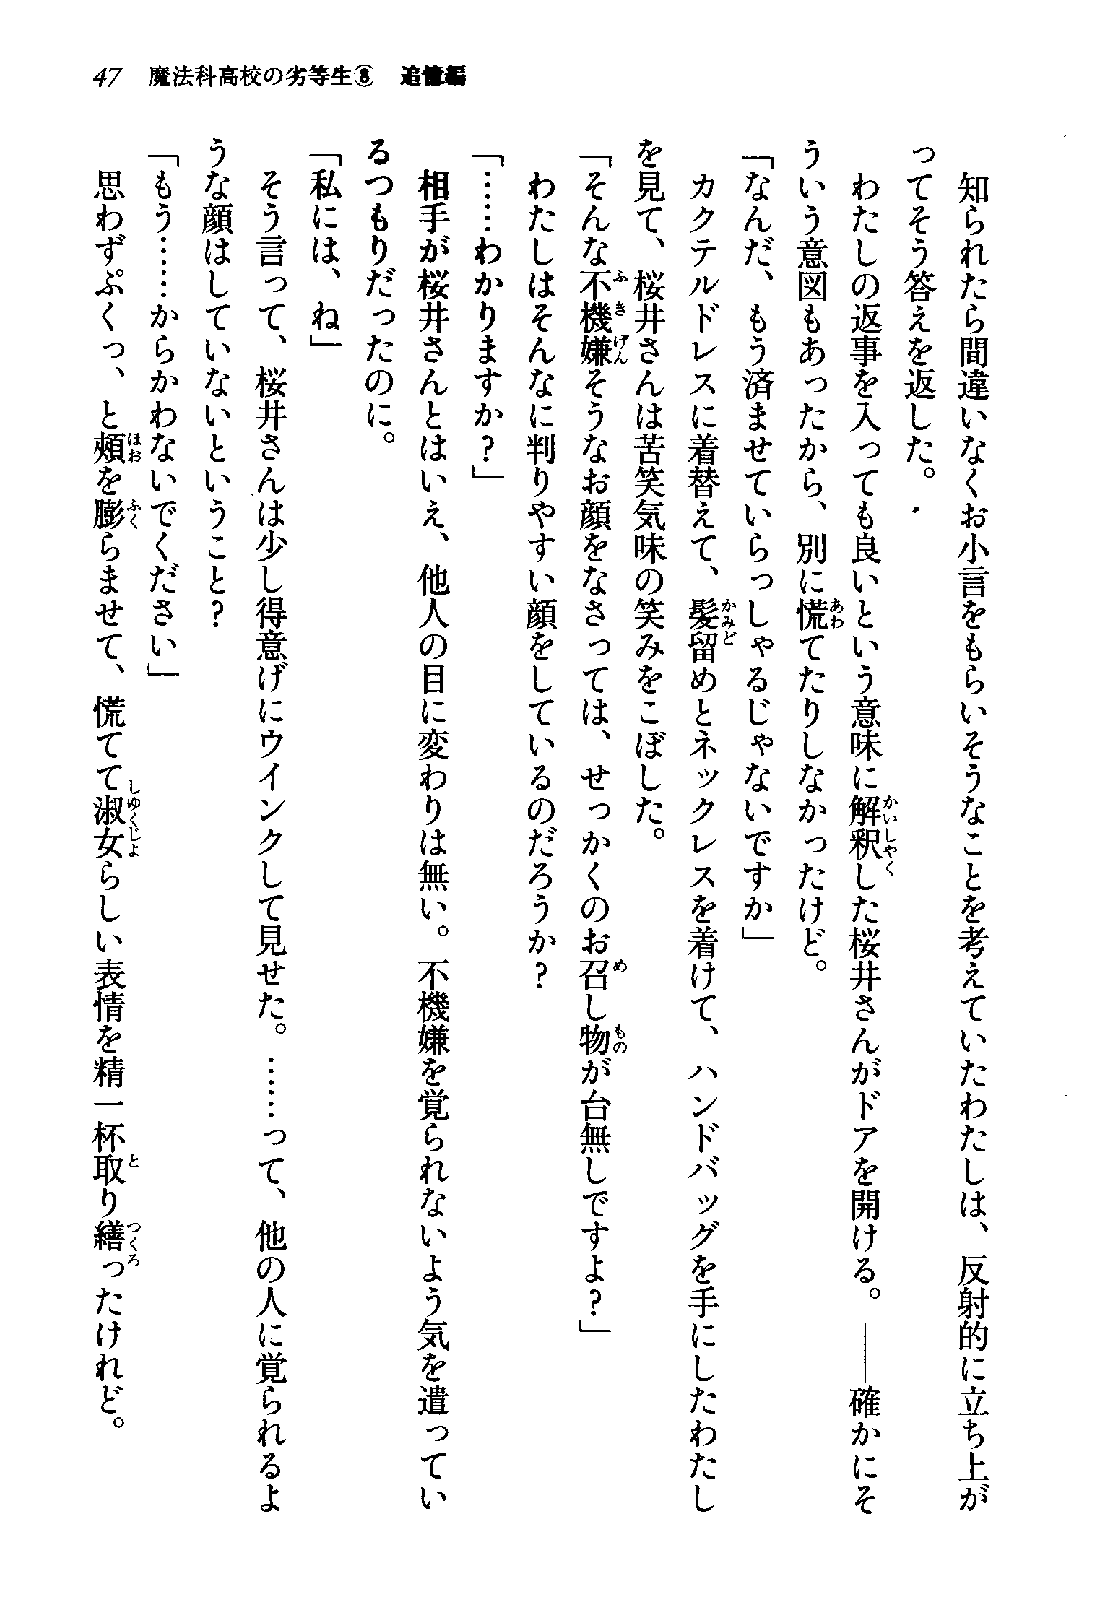 47 魔法科高校の劣等生⑧ 追憶編
知られたら間違いなくお小言をもらいそうなことを考えていたわたしは、反射的に立ち上が
ってそう答えを返した。
わたしの返事を入っても良いという意味に解釈した桜井さんがドアを開ける。――確かにそ
ういう意図もあったから、別に慌てたりしなかったけど。
「なんだ、もう済ませていらっしゃるじゃないですか」
カクテルドレスに着替えて、髪留めとネックレスを着けて、ハンドバッグを手にしたわたし
を見て、桜井さんは苦笑気味の笑みをこぼした。
「そんな不機嫌そうなお顔をなさっては、せっかくのお召し物が台無しですよ?」
わたしはそんなに判りやすい顔をしているのだろうか?
「……わかりますか?」
相手が桜井さんとはいえ、他人の目に変わりは無い。不機嫌を覚られないよう気を遣ってい
るつもりだったのに。
「私には、ね」
そう言って、桜井さんは少し得意げにウインクして見せた。……って、他の人に覚られるよ
うな顔はしていないということ?
「もう……からかわないでください」
思わずぷくっ、と頬を膨らませて、慌てて淑女らしい表情を精一杯取り繕ったけれど。